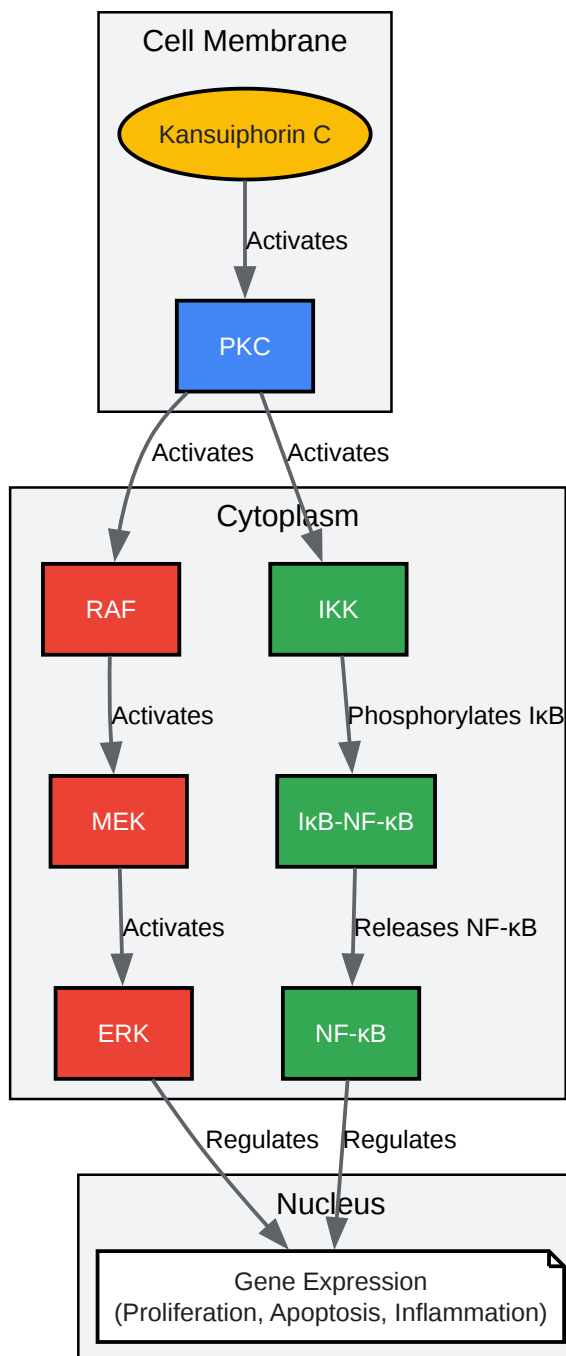 Cell Membrane
Kansuiphorin C
Activates
PKC
Activates
Activates
Cytoplasm
RAF
IKK
Activates
Phosphorylates IκB
MEK
IκB-NF-κB
Activates
Releases NF-κB
ERK
NF-κB
Regulates
Regulates
Nucleus
Gene Expression
(Proliferation, Apoptosis, Inflammation)